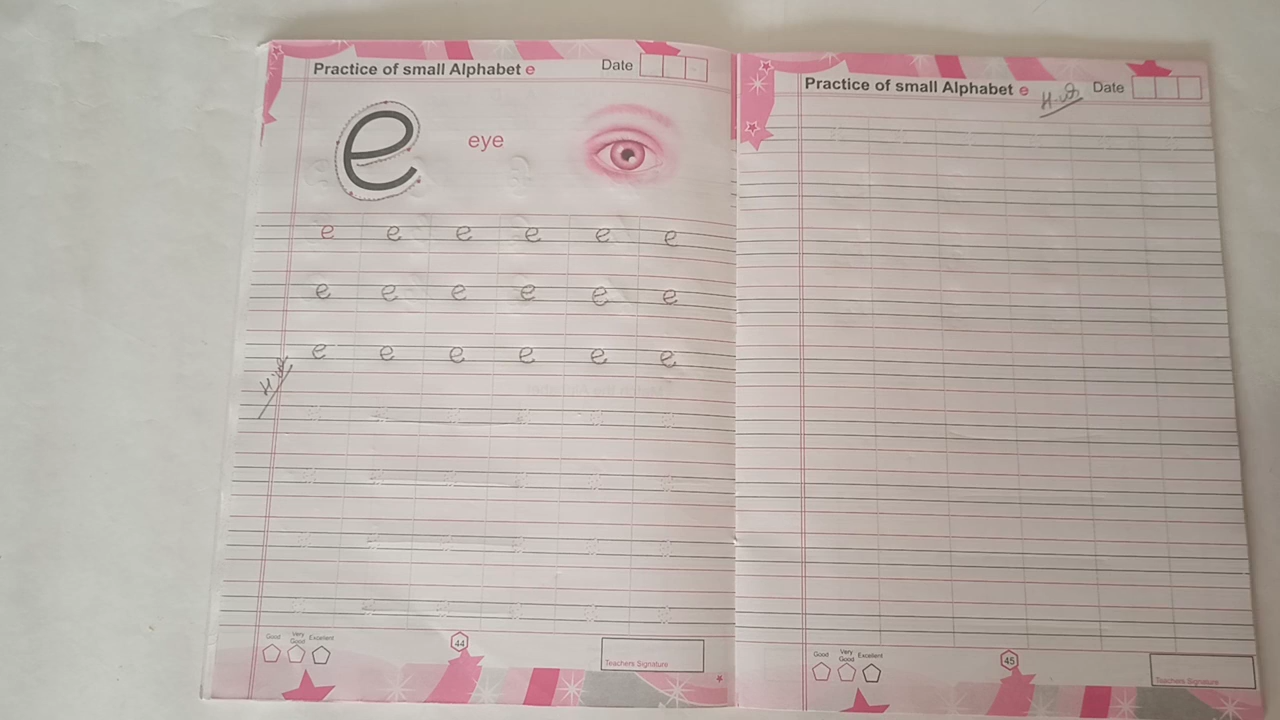 Practice of small Alphabet e
Date
e
eye
e e e e e e
e e e e e e
e e e e e e
H.w
Good Very Good Excellent
44
Teachers Signature
Practice of small Alphabet e
H.w
Date
Good Very Good Excellent
45
Teachers Signature